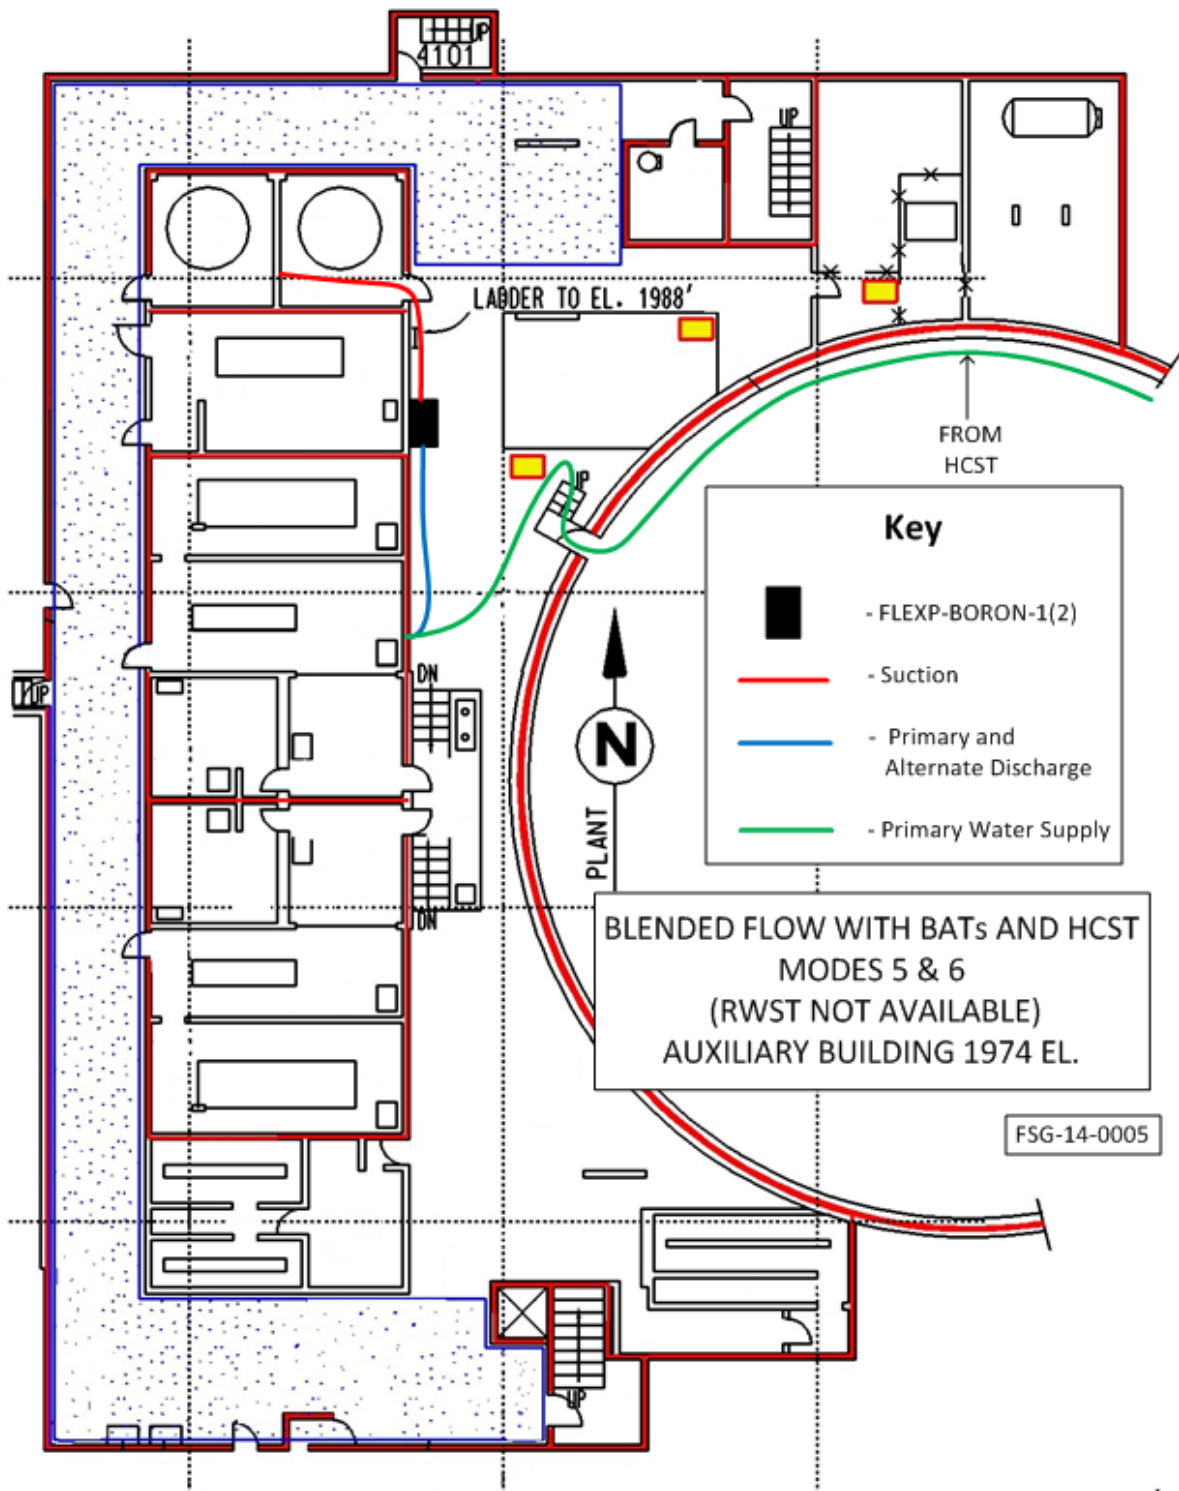 UP
4101
UP
LADDER TO EL. 1988'
FROM
HCST
UP
Key
- FLEXP-BORON-1(2)
- Suction
- Primary and
Alternate Discharge
- Primary Water Supply
DN
UP
N
PLANT
DN
BLENDED FLOW WITH BATs AND HCST
MODES 5 & 6
(RWST NOT AVAILABLE)
AUXILIARY BUILDING 1974 EL.
FSG-14-0005
UP